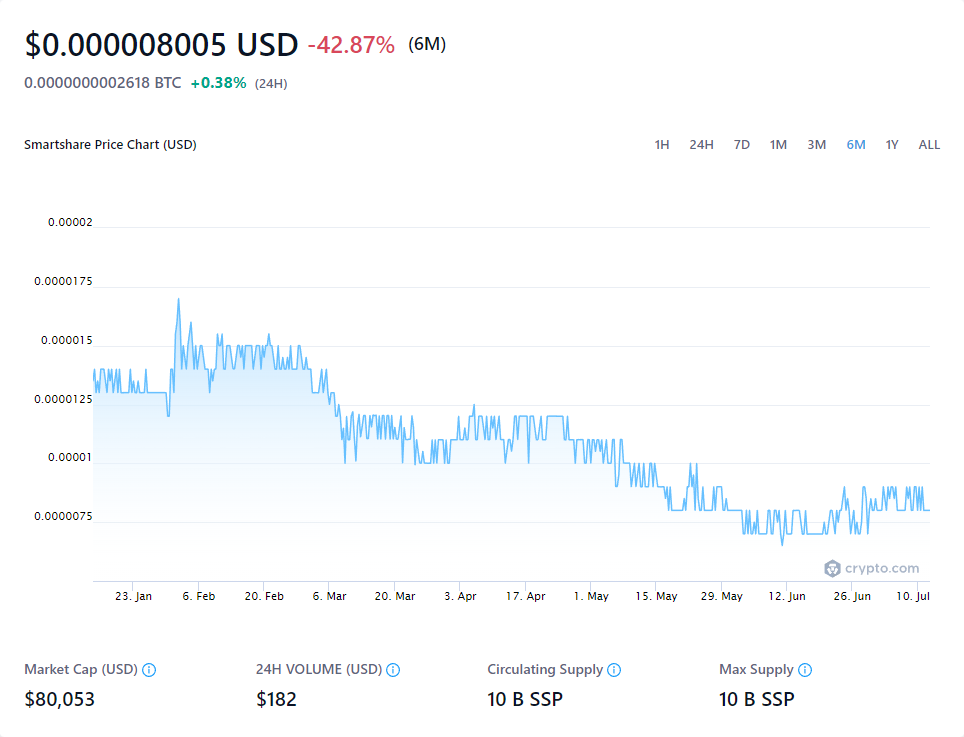 $0.000008005 USD -42.87% (6M)
0.0000000002618 BTC +0.38% (24H)
Smartshare Price Chart (USD) 1H 24H 7D 1M 3M 6M 1Y ALL
0.00002
0.0000175
0.000015
0.0000125
0.00001
0.0000075
crypto.com
23. Jan 6. Feb 20. Feb 6. Mar 20. Mar 3. Apr 17. Apr 1. May 15. May 29. May 12. Jun 26. Jun 10. Jul
Market Cap (USD) 24H VOLUME (USD) Circulating Supply Max Supply
$80,053 $182 10 B SSP 10 B SSP